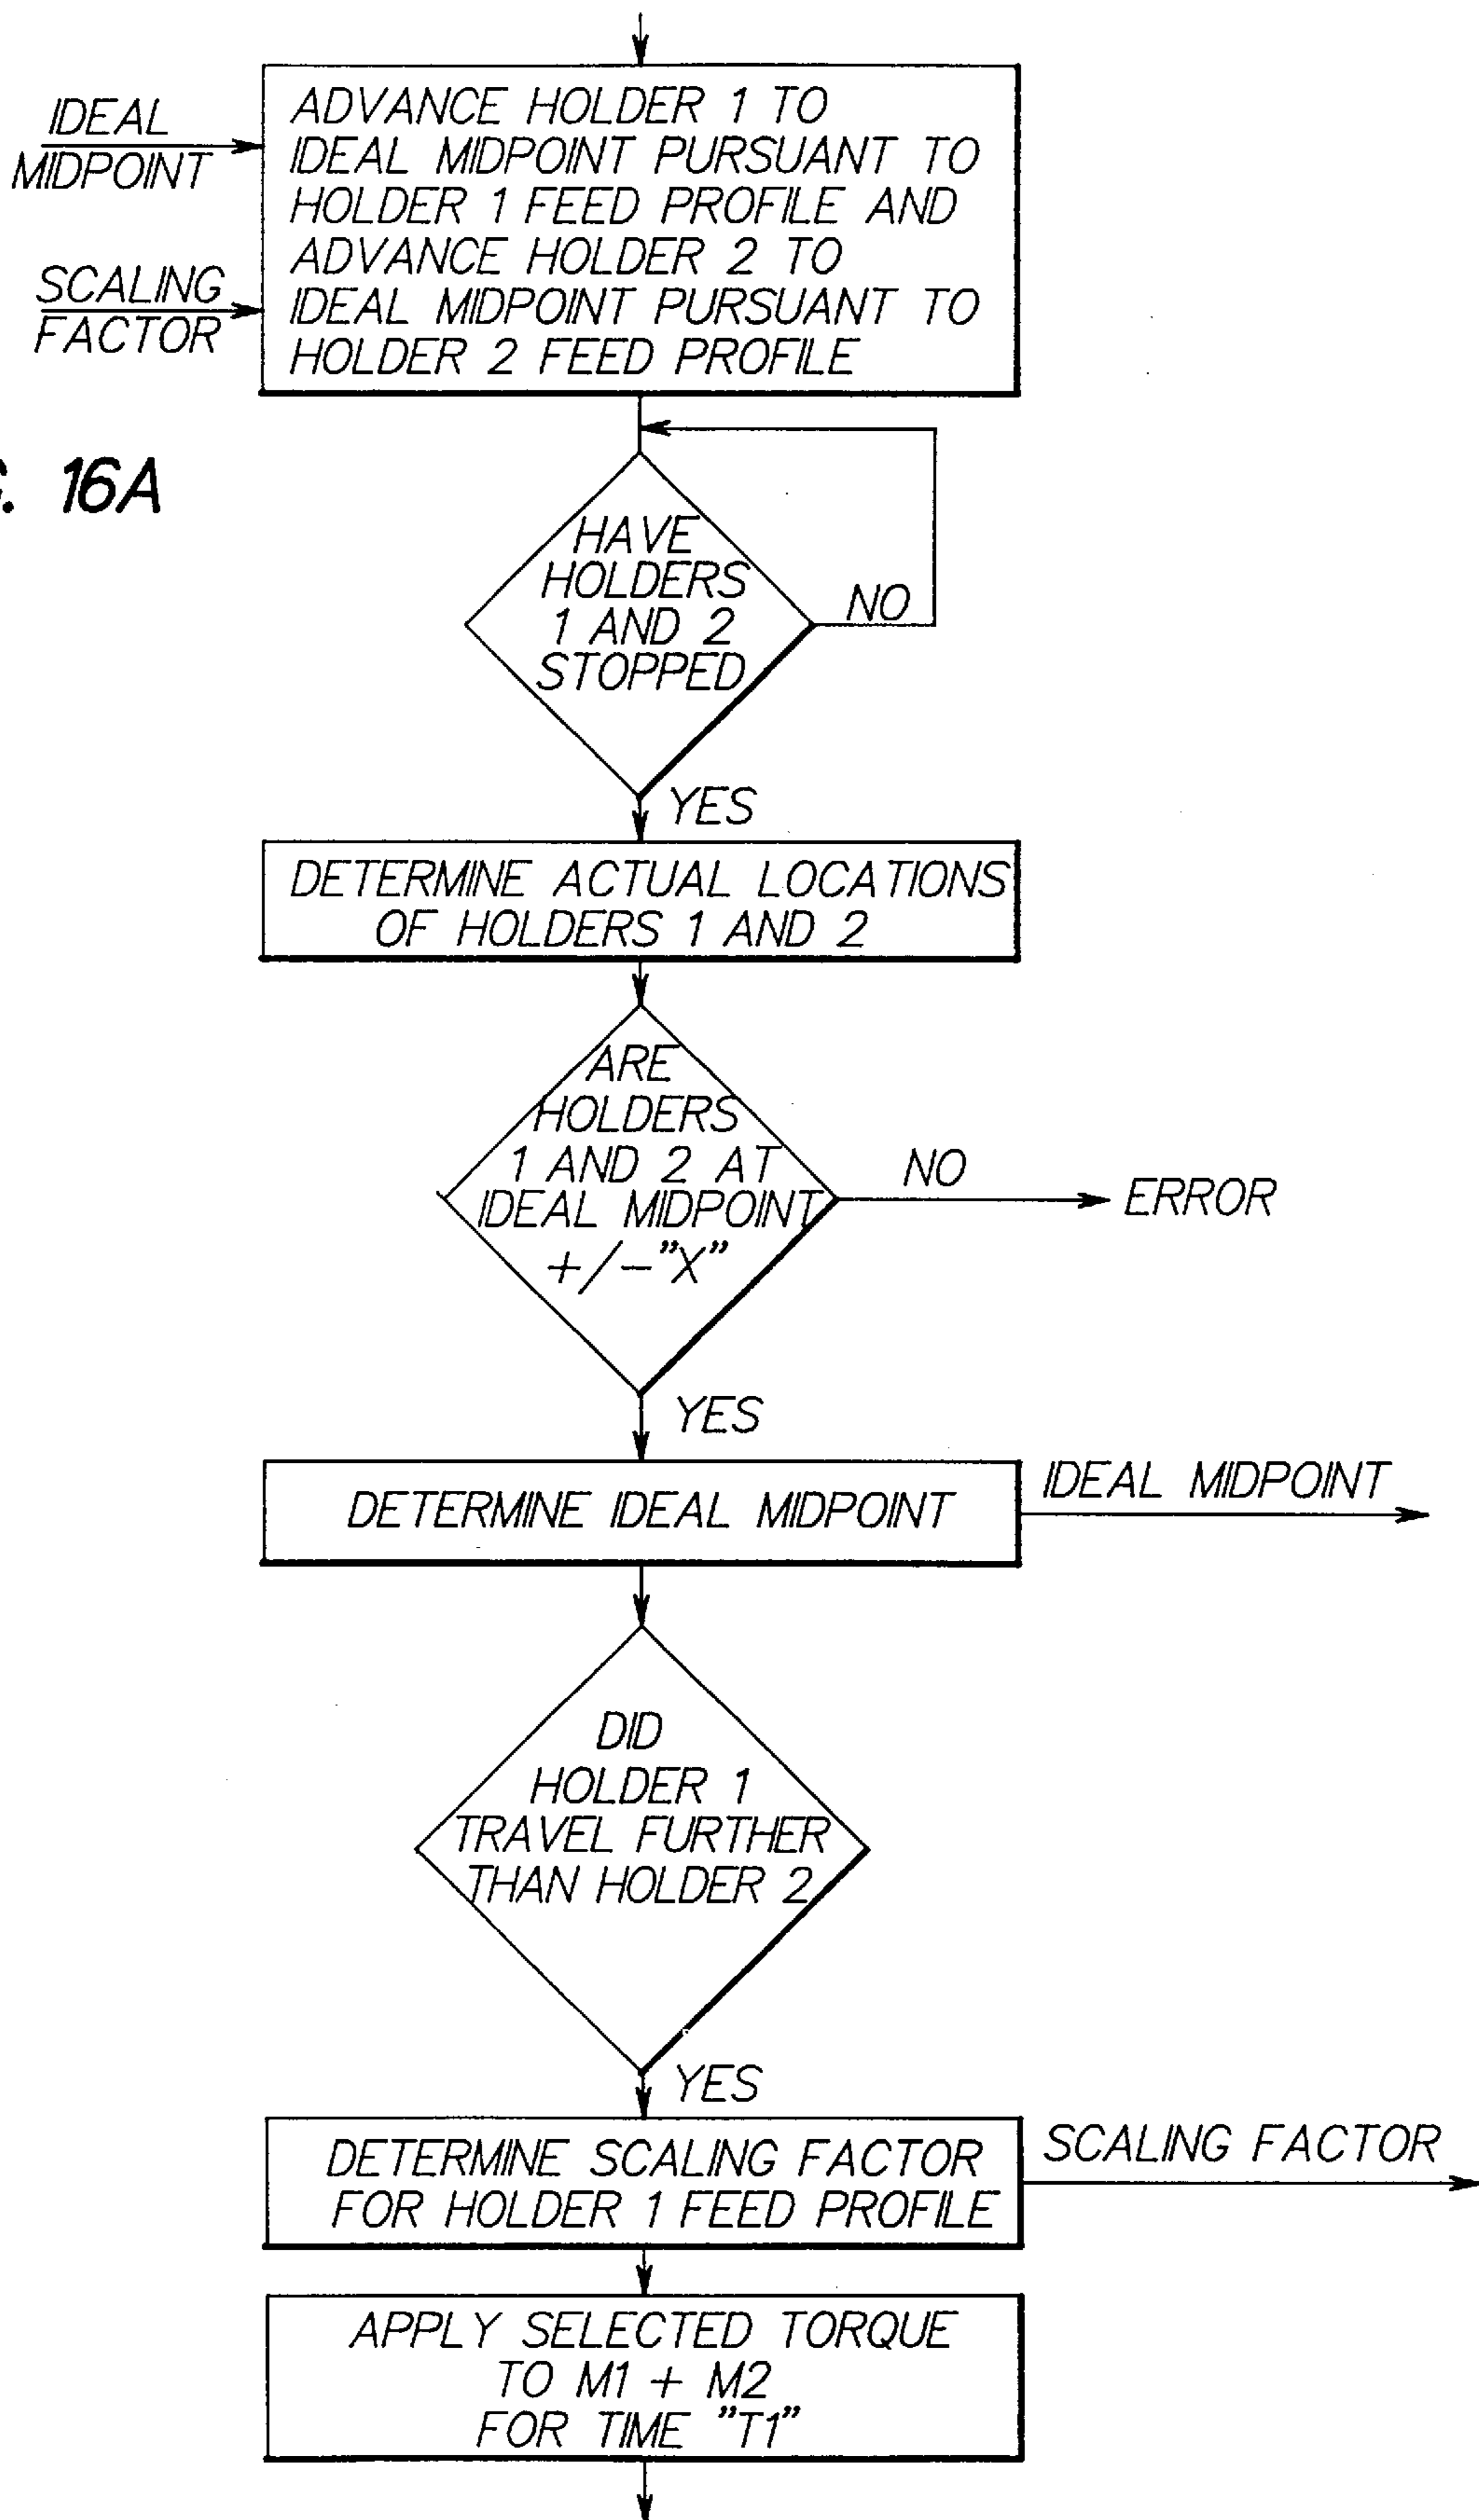 IDEAL
MIDPOINT
SCALING
FACTOR
ADVANCE HOLDER 1 TO
IDEAL MIDPOINT PURSUANT TO
HOLDER 1 FEED PROFILE AND
ADVANCE HOLDER 2 TO
IDEAL MIDPOINT PURSUANT TO
HOLDER 2 FEED PROFILE
16A
HAVE
HOLDERS
1 AND 2
STOPPED
NO
YES
DETERMINE ACTUAL LOCATIONS
OF HOLDERS 1 AND 2
ARE
HOLDERS
1 AND 2 AT
IDEAL MIDPOINT
+/-"X"
NO
ERROR
YES
DETERMINE IDEAL MIDPOINT
IDEAL MIDPOINT
DID
HOLDER 1
TRAVEL FURTHER
THAN HOLDER 2
YES
DETERMINE SCALING FACTOR
FOR HOLDER 1 FEED PROFILE
SCALING FACTOR
APPLY SELECTED TORQUE
TO M1 + M2
FOR TIME "T1"